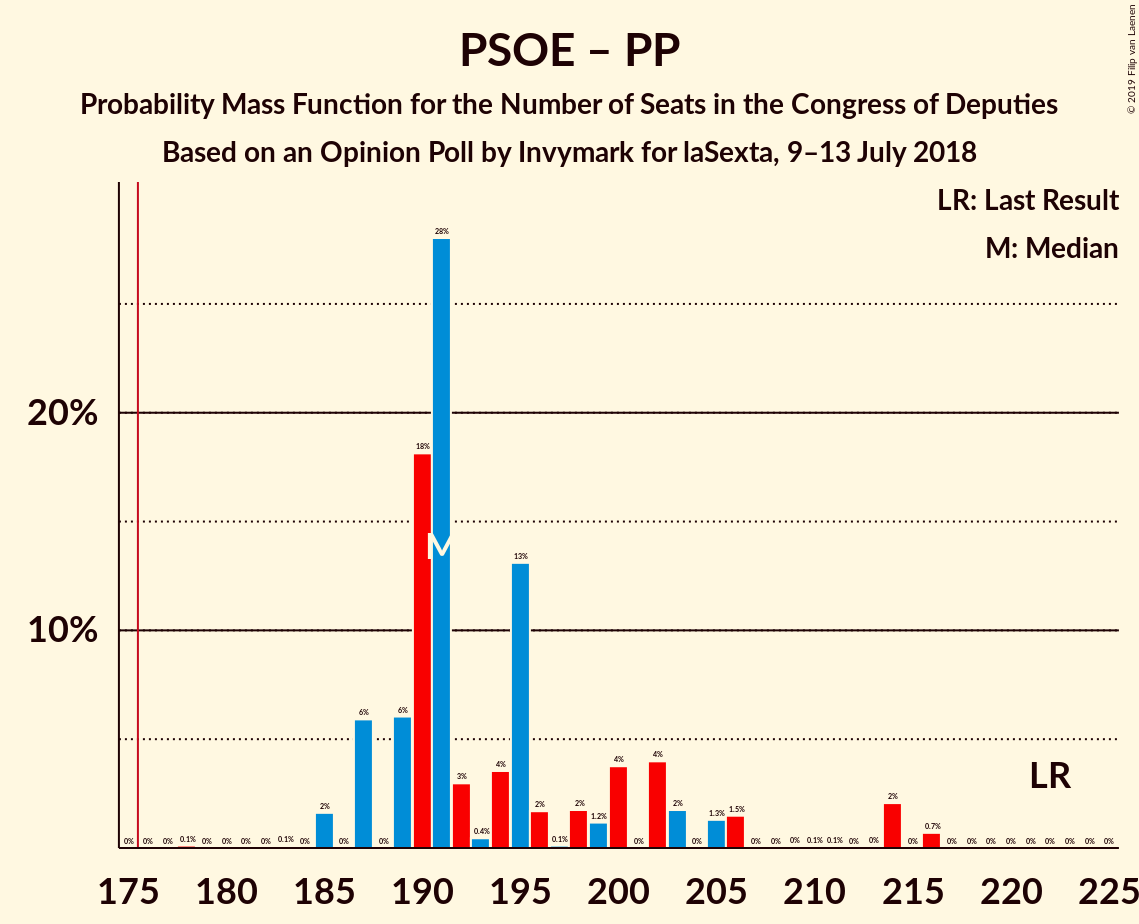 PSOE – PP
Probability Mass Function for the Number of Seats in the Congress of Deputies
Based on an Opinion Poll by Invymark for laSexta, 9–13 July 2018
© 2019 Filip van Laenen
LR: Last Result
M: Median
20%
10%
0% 0% 0% 0.1% 0% 0% 0% 0% 0.1% 0% 2% 0% 6% 0% 6% 18% 28% 3% 0.4% 4% 13% 2% 0.1% 2% 1.2% 4% 0% 4% 2% 0% 1.3% 1.5% 0% 0% 0% 0.1% 0.1% 0% 0% 2% 0% 0.7% 0% 0% 0% 0% 0% 0% 0% 0% 0%
M
LR
175 180 185 190 195 200 205 210 215 220 225